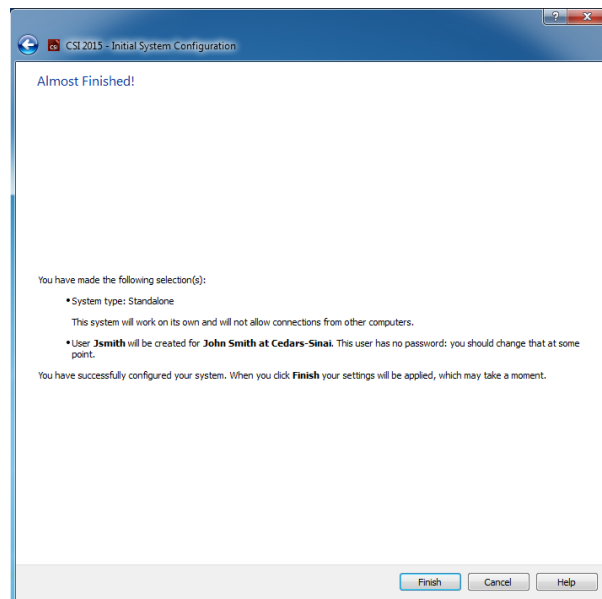 ?
CSI
CSI 2015 - Initial System Configuration
Almost Finished!
You have made the following selection(s):
• System type: Standalone
This system will work on its own and will not allow connections from other computers.
• User Jsmith will be created for John Smith at Cedars-Sinai. This user has no password: you should change that at some
point.
You have successfully configured your system. When you click Finish your settings will be applied, which may take a moment.
Finish Cancel Help